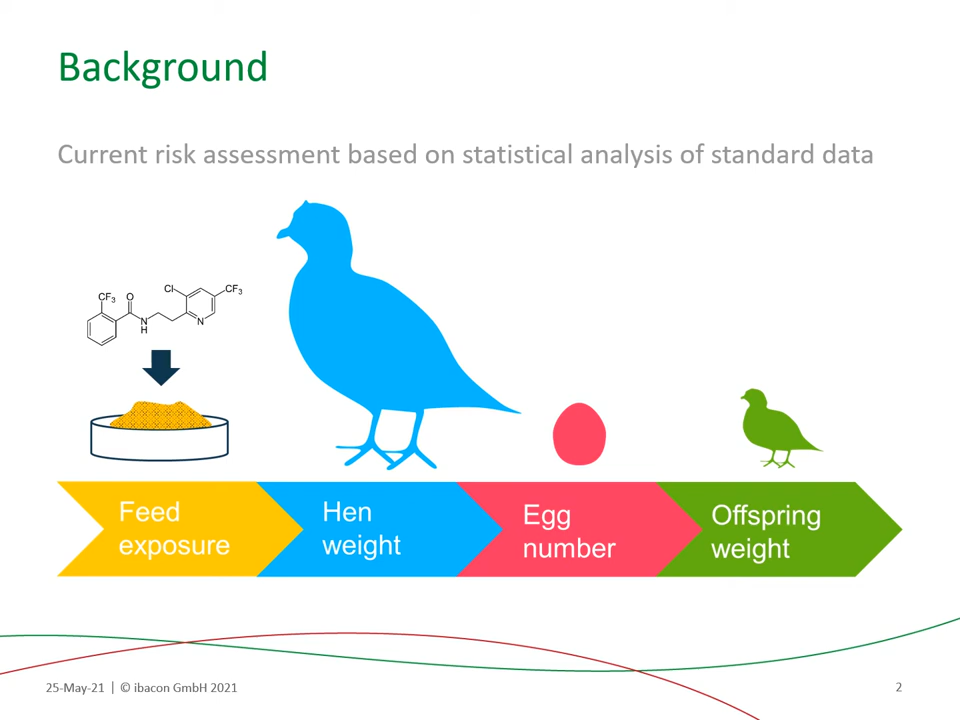 Background
Current risk assessment based on statistical analysis of standard data
CF3
O
N
H
Cl
CF3
N
Feed
exposure
Hen
weight
Egg
number
Offspring
weight
25-May-21 | © ibacon GmbH 2021
2